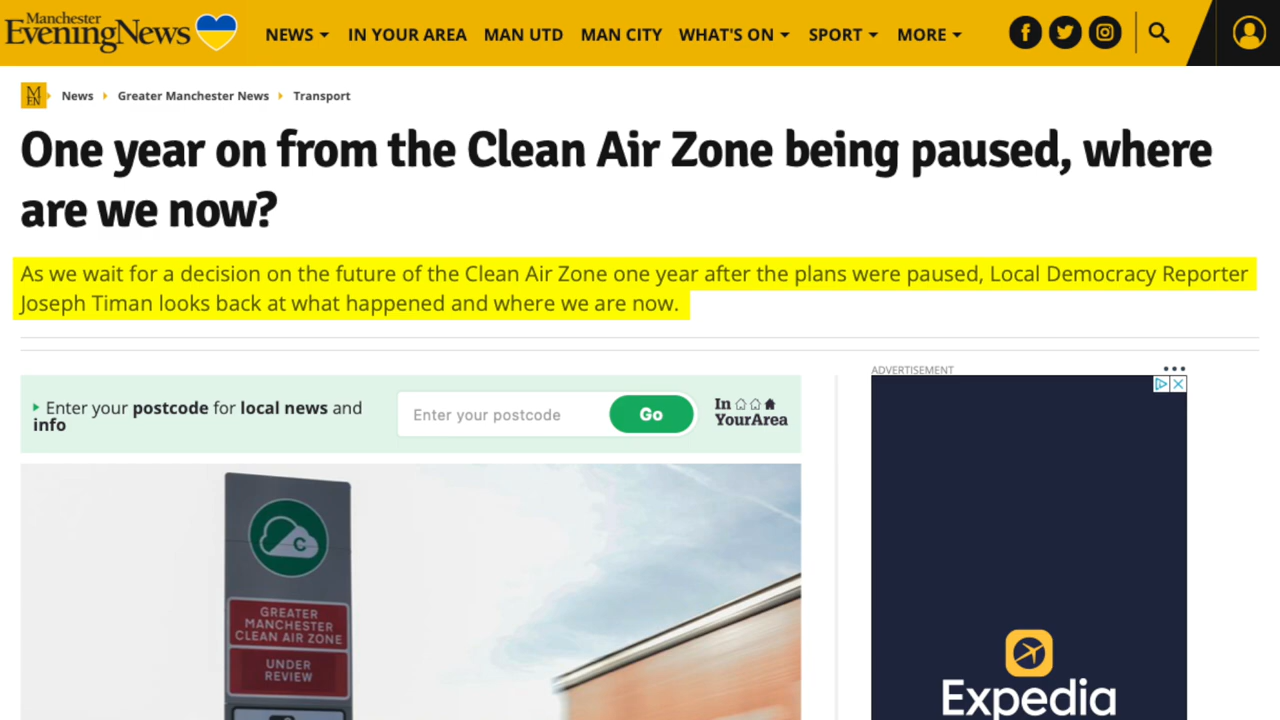 Manchester
EveningNews
NEWS
IN YOUR AREA
MAN UTD
MAN CITY
WHAT'S ON
SPORT
MORE
M
EN
News
Greater Manchester News
Transport
One year on from the Clean Air Zone being paused, where
are we now?
As we wait for a decision on the future of the Clean Air Zone one year after the plans were paused, Local Democracy Reporter
Joseph Timan looks back at what happened and where we are now.
ADVERTISEMENT
Enter your postcode for local news and
info
Enter your postcode
Go
In
YourArea
C
GREATER
MANCHESTER
CLEAN AIR ZONE
UNDER
REVIEW
Expedia